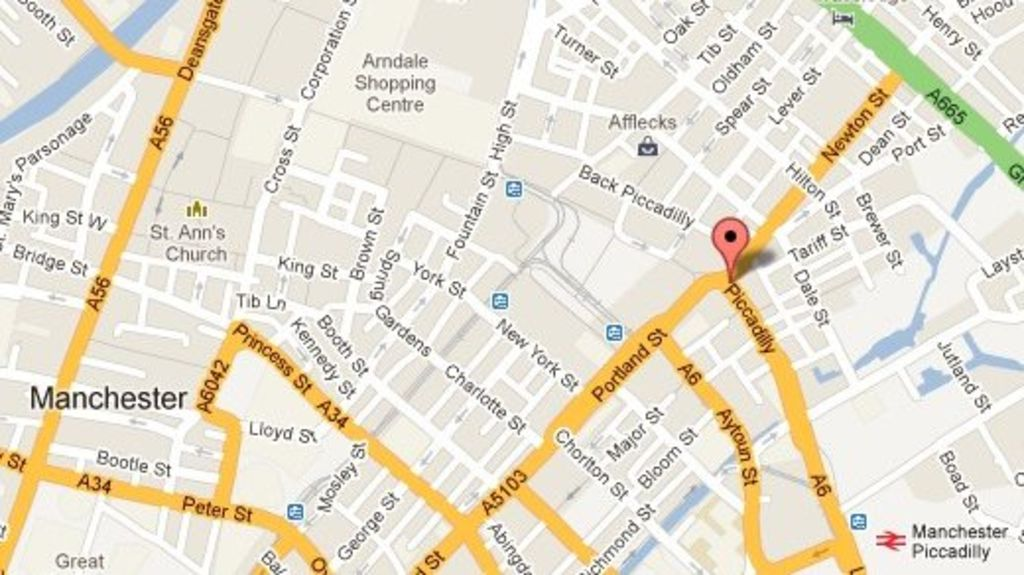 Booth St
Deansgate
Corporation
Arndale
Shopping
Centre
Turner St
Oak St
Tib St
Oldham St
Spear St
Lever St
Henry St
Hood
A665
Newton St
Dean St
Port St
Afflecks
Back Piccadilly
Hilton St
Brewer St
Tariff St
Dale St
Piccadilly
Parsonage
St. Mary's
A56
Cross St
High St
Fountain St
King St W
St. Ann's
Church
Bridge St
King St
Brown St
Spring
Gardens
York St
New York St
Tib Ln
Booth St
Kennedy St
Princess St
A34
A56
A6042
Manchester
Charlotte St
Portland St
A6
Aytoun St
Major St
Bloom St
Chorlton St
A5103
Lloyd St
Mosley St
George St
Bootle St
A34
Peter St
Great
A6
Jutland St
Boad St
Manchester
Piccadilly